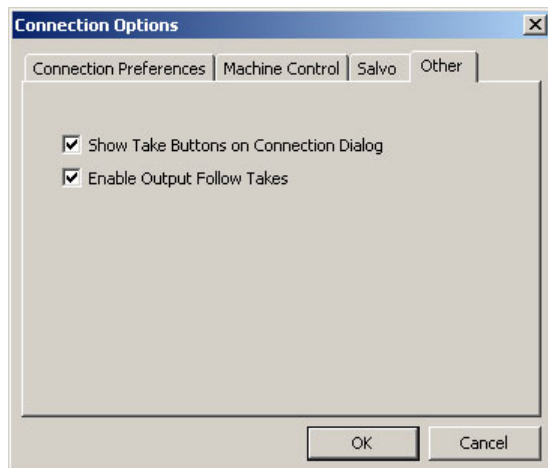 Connection Options
Connection Preferences Machine Control Salvo Other
Show Take Buttons on Connection Dialog
Enable Output Follow Takes
OK Cancel